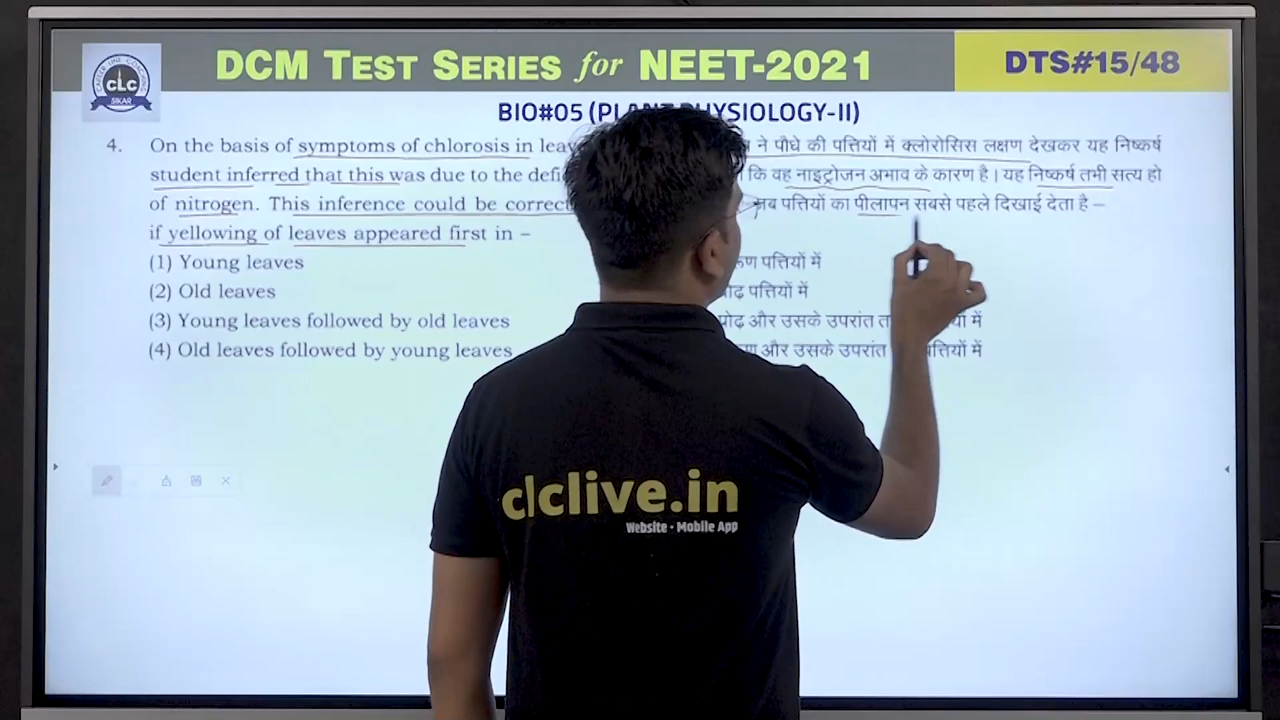 DCM TEST SERIES for NEET-2021
DTS#15/48
CAREER LINE COACHING
CLC
SIKAR
BIO#05 (PLANT PHYSIOLOGY-II)
4. On the basis of symptoms of chlorosis in
student inferred that this was due to the
of nitrogen. This inference could be
if yellowing of leaves appeared first in –
(1) Young leaves
(2) Old leaves
(3) Young leaves followed by old leaves
(4) Old leaves followed by young leaves
ने पौधे की पत्तियों में क्लोरोसिस लक्षण देखकर यह निष्कर्ष
कि वह नाइट्रोजन अभाव के कारण है। यह निष्कर्ष तभी सत्य हो
पत्तियों का पीलापन सबसे पहले दिखाई देता है –
पत्तियों में
पत्तियों में
और उसके उपरांत में
और उसके उपरांत पत्तियों में
clclive.in
Website • Mobile App